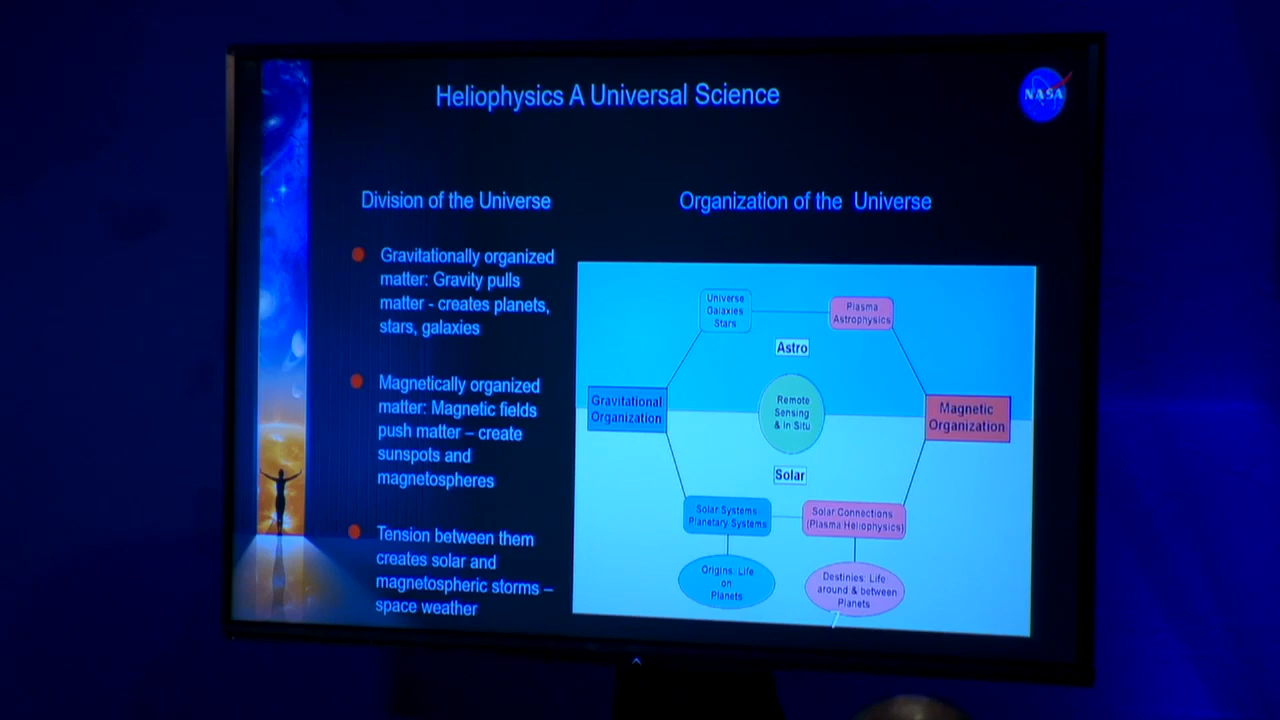 Heliophysics A Universal Science
NASA
Division of the Universe
Gravitationally organized
matter: Gravity pulls
matter - creates planets,
stars, galaxies
Magnetically organized
matter: Magnetic fields
push matter – create
sunspots and
magnetospheres
Tension between them
creates solar and
magnetospheric storms –
space weather
Organization of the Universe
Universe
Galaxies
Stars
Plasma
Astrophysics
Astro
Gravitational
Organization
Remote
Sensing
& In Situ
Magnetic
Organization
Solar
Solar Systems
Planetary Systems
Solar Connections
(Plasma Heliophysics)
Origins: Life
on
Planets
Destinies: Life
around & between
Planets